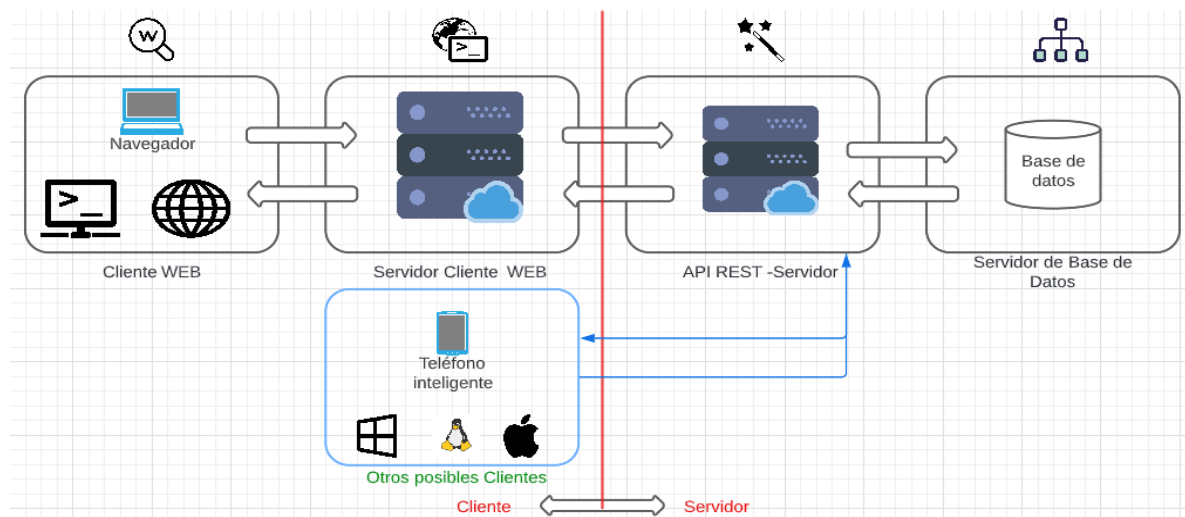 W
>_
Navegador
>_
Base de
datos
Cliente WEB
Servidor Cliente WEB
API REST -Servidor
Servidor de Base de
Datos
Teléfono
inteligente
Otros posibles Clientes
Cliente
Servidor